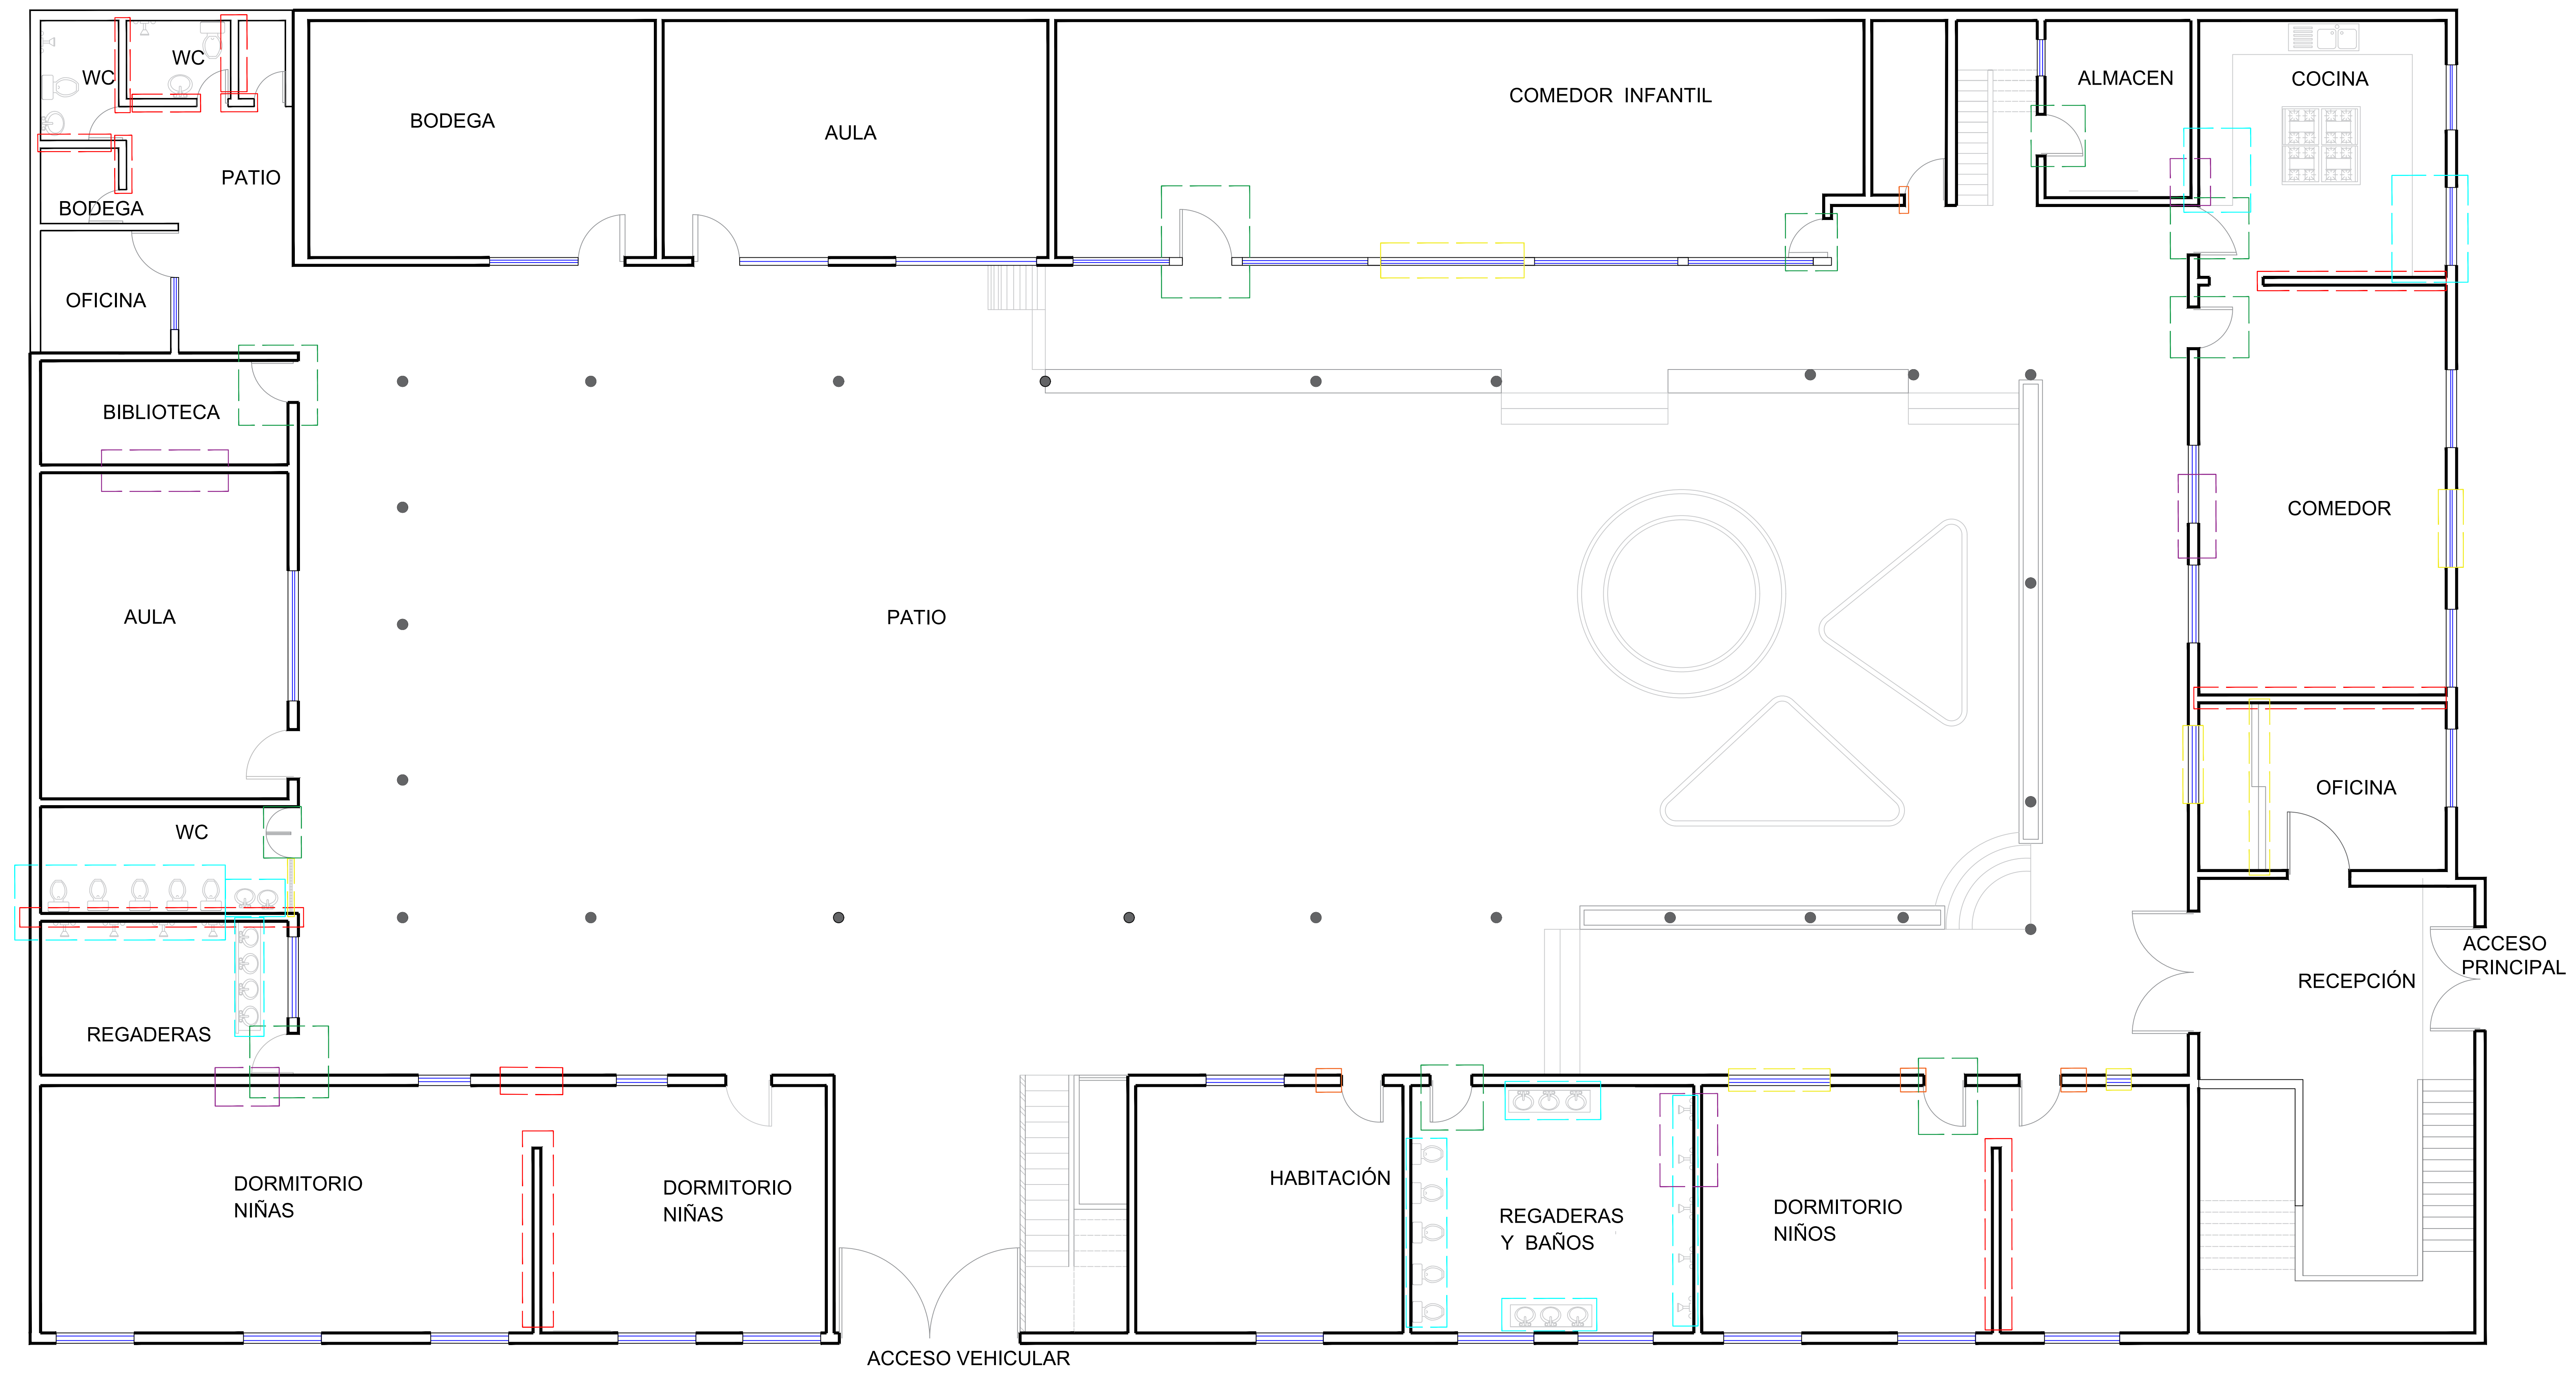 WC
WC
BODEGA
AULA
COMEDOR INFANTIL
ALMACEN
COCINA
PATIO
BODEGA
OFICINA
BIBLIOTECA
COMEDOR
AULA
PATIO
OFICINA
WC
ACCESO
PRINCIPAL
RECEPCIÓN
REGADERAS
DORMITORIO
NIÑAS
DORMITORIO
NIÑAS
HABITACIÓN
REGADERAS
Y BAÑOS
DORMITORIO
NIÑOS
ACCESO VEHICULAR